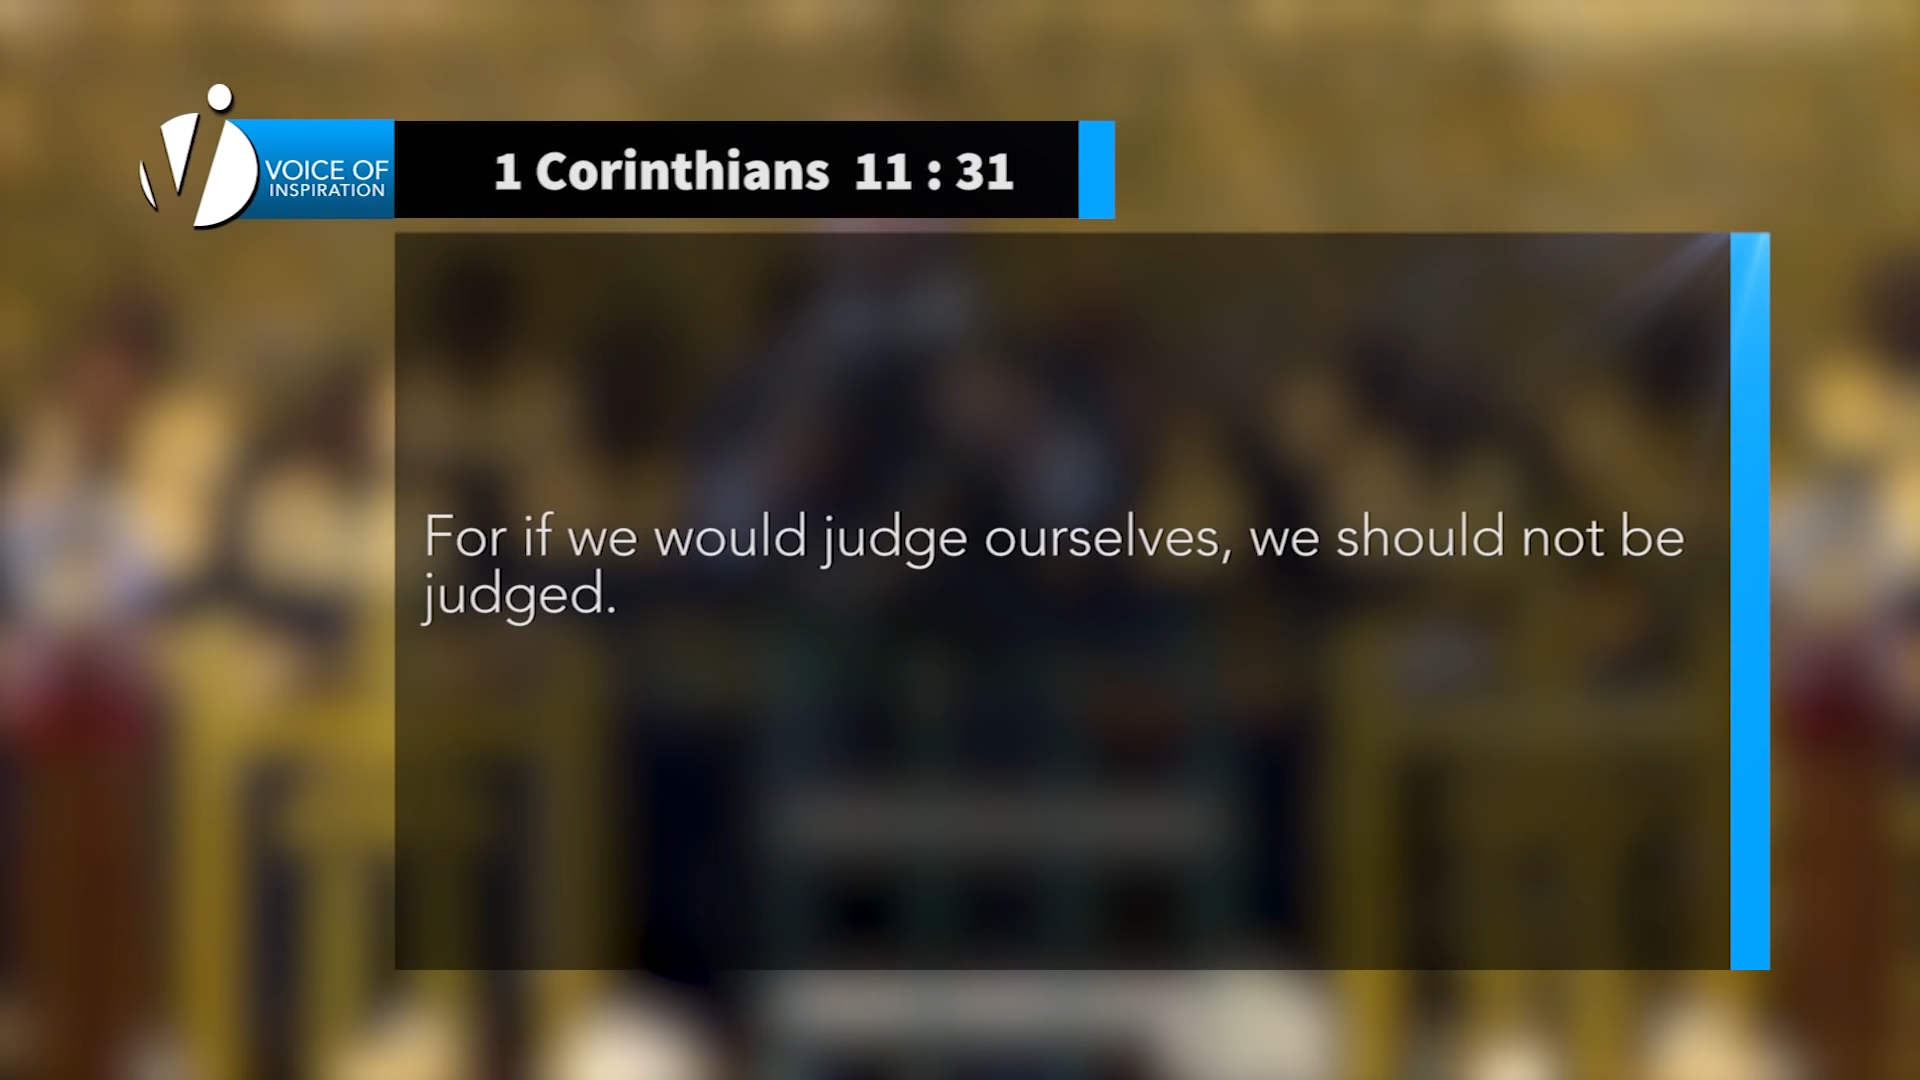 VOICE OF
INSPIRATION
1 Corinthians 11 : 31
For if we would judge ourselves, we should not be
judged.